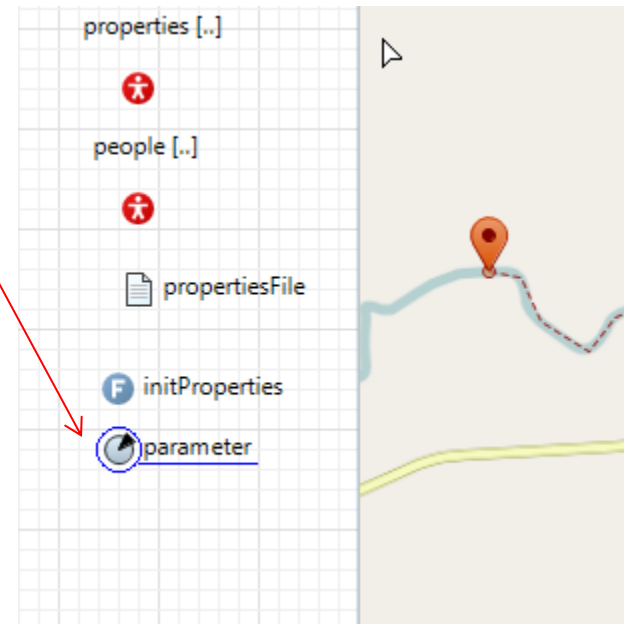 properties [..]
people [..]
propertiesFile
F initProperties
parameter